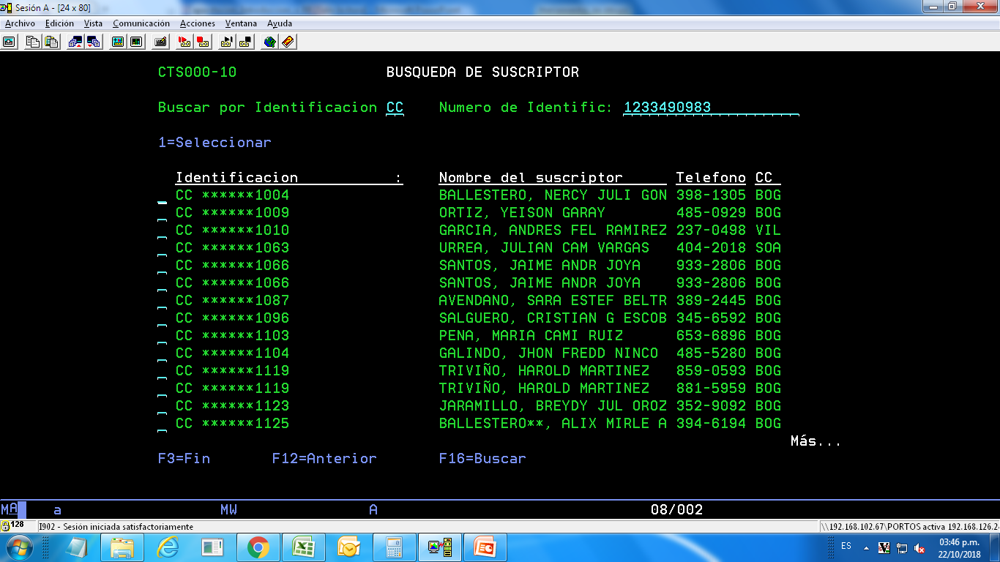 Sesión A - [24 x 80]
Archivo Edición Vista Comunicación Acciones Ventana Ayuda
CTS000-10 BUSQUEDA DE SUSCRIPTOR
Buscar por Identificacion CC Numero de Identific: 1233490983
1=Seleccionar
Identificacion : Nombre del suscriptor Telefono CC
CC ******1004 BALLESTERO, NERCY JULI GON 398-1305 BOG
CC ******1009 ORTIZ, YEISON GARAY 485-0929 BOG
CC ******1010 GARCIA, ANDRES FEL RAMIREZ 237-0498 VIL
CC ******1063 URREA, JULIAN CAM VARGAS 404-2018 SOA
CC ******1066 SANTOS, JAIME ANDR JOYA 933-2806 BOG
CC ******1066 SANTOS, JAIME ANDR JOYA 933-2806 BOG
CC ******1087 AVENDANO, SARA ESTEF BELTR 389-2445 BOG
CC ******1096 SALGUERO, CRISTIAN G ESCOB 345-6592 BOG
CC ******1103 PENA, MARIA CAMI RUIZ 653-6896 BOG
CC ******1104 GALINDO, JHON FREDD NINCO 485-5280 BOG
CC ******1119 TRIVIÑO, HAROLD MARTINEZ 859-0593 BOG
CC ******1119 TRIVIÑO, HAROLD MARTINEZ 881-5959 BOG
CC ******1123 JARAMILLO, BREYDY JUL OROZ 352-9092 BOG
CC ******1125 BALLESTERO**, ALIX MIRLE A 394-6194 BOG
Más...
F3=Fin F12=Anterior F16=Buscar
MA a MW A 08/002
128 I902 - Sesión iniciada satisfactoriamente \\192.168.102.67\PORTOS activa 192.168.126.2
ES 03:46 p.m.
22/10/2018